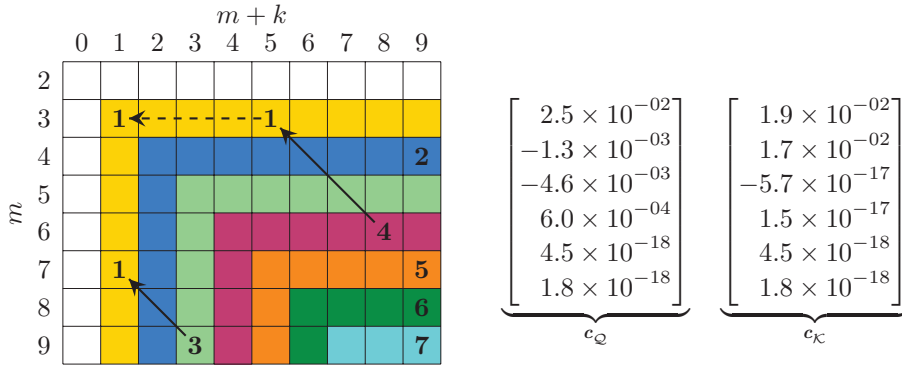 m + k
0 1 2 3 4 5 6 7 8 9
m
2
3 1 1
4 2
5
6 4
7 1 5
8 6
9 3 7
2.5 × 10^{-02}
−1.3 × 10^{-03}
−4.6 × 10^{-03}
6.0 × 10^{-04}
4.5 × 10^{-18}
1.8 × 10^{-18}
c_𝒬
1.9 × 10^{-02}
1.7 × 10^{-02}
−5.7 × 10^{-17}
1.5 × 10^{-17}
4.5 × 10^{-18}
1.8 × 10^{-18}
c_𝒦